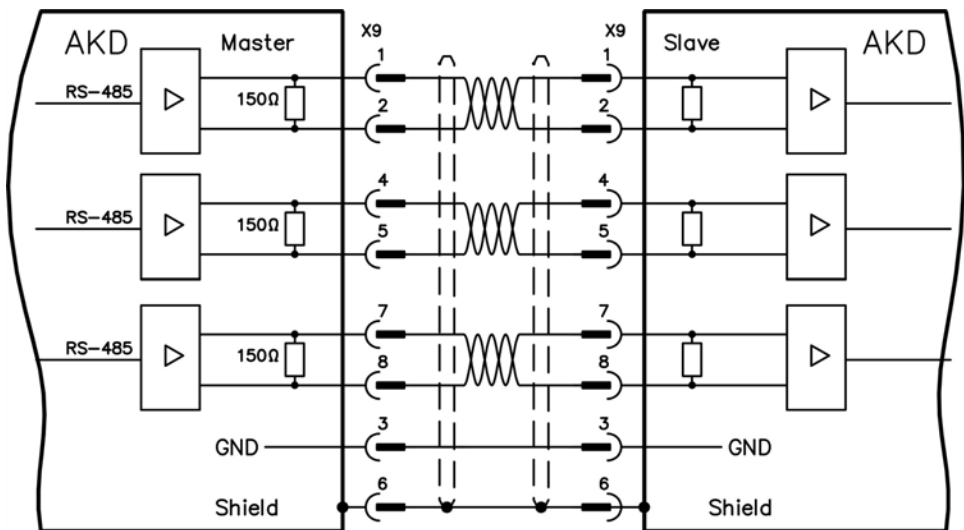 AKD Master X9 X9 Slave AKD
1 1
RS-485 150Ω
2 2
4 4
RS-485 150Ω
5 5
7 7
RS-485 150Ω
8 8
3 3
GND GND
6 6
Shield Shield